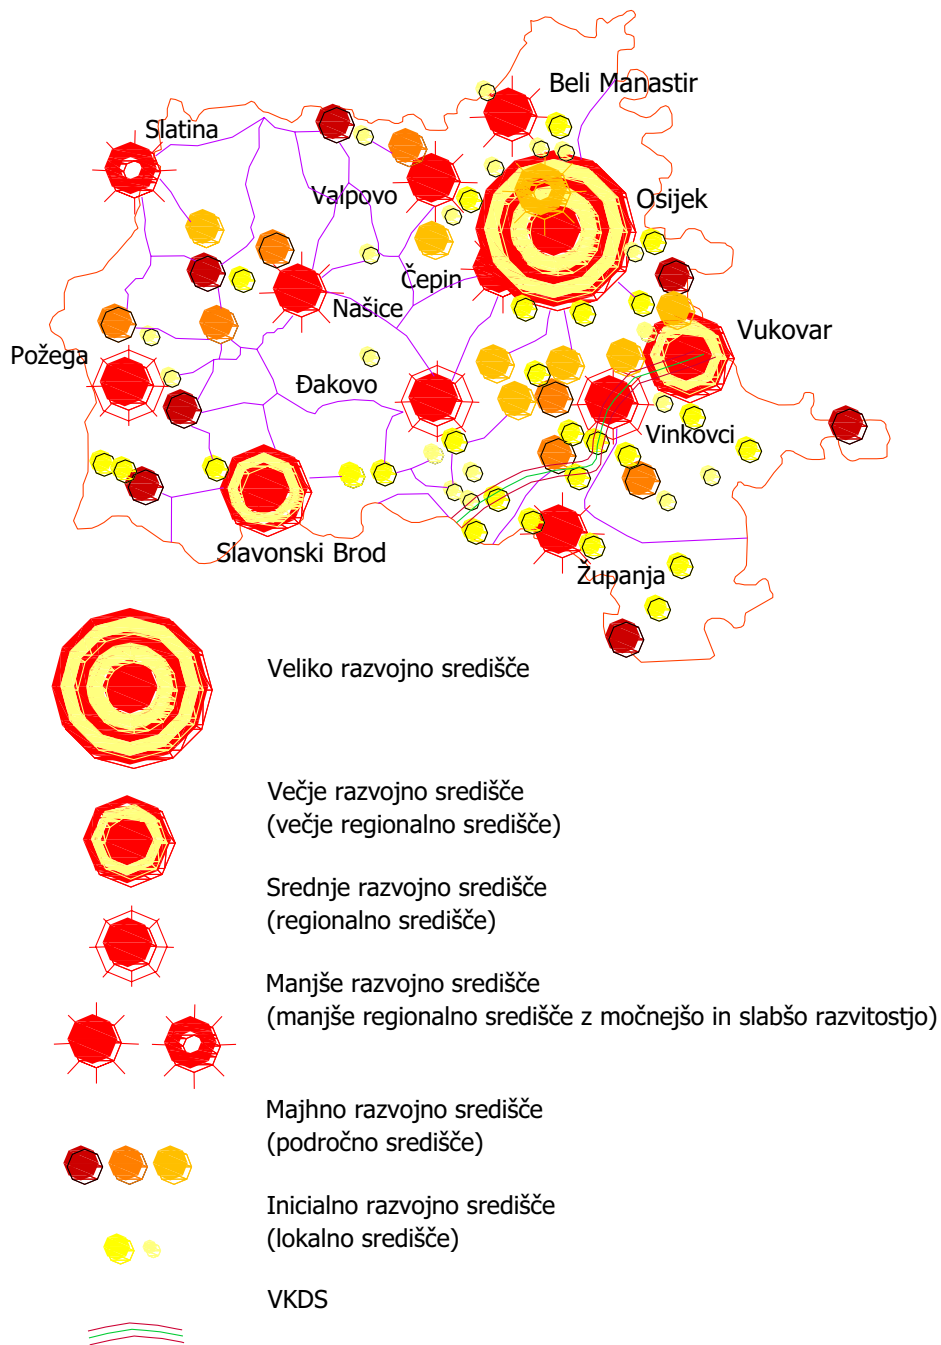 Beli Manastir
Slatina
Valpovo
Osijek
Čepin
Našice
Vukovar
Požega
Đakovo
Vinkovci
Slavonski Brod
Županja
Veliko razvojno središče
Večje razvojno središče
(večje regionalno središče)
Srednje razvojno središče
(regionalno središče)
Manjše razvojno središče
(manjše regionalno središče z močnejšo in slabšo razvitostjo)
Majhno razvojno središče
(področno središče)
Inicialno razvojno središče
(lokalno središče)
VKDS